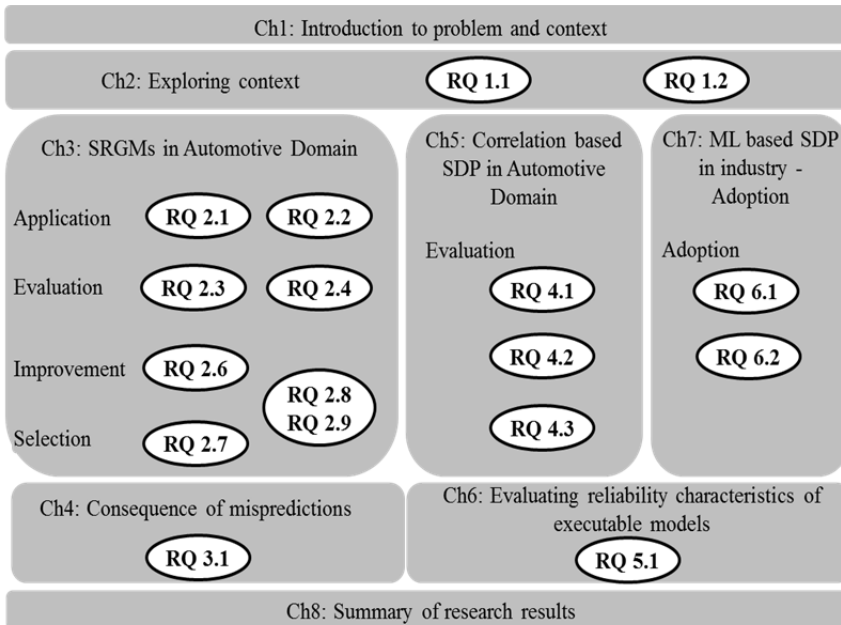 Ch1: Introduction to problem and context
Ch2: Exploring context
RQ 1.1
RQ 1.2
Ch3: SRGMs in Automotive Domain
Application
RQ 2.1
RQ 2.2
Evaluation
RQ 2.3
RQ 2.4
Improvement
RQ 2.6
RQ 2.8
RQ 2.9
Selection
RQ 2.7
Ch5: Correlation based
SDP in Automotive
Domain
Evaluation
RQ 4.1
RQ 4.2
RQ 4.3
Ch7: ML based SDP
in industry -
Adoption
Adoption
RQ 6.1
RQ 6.2
Ch4: Consequence of mispredictions
RQ 3.1
Ch6: Evaluating reliability characteristics of
executable models
RQ 5.1
Ch8: Summary of research results